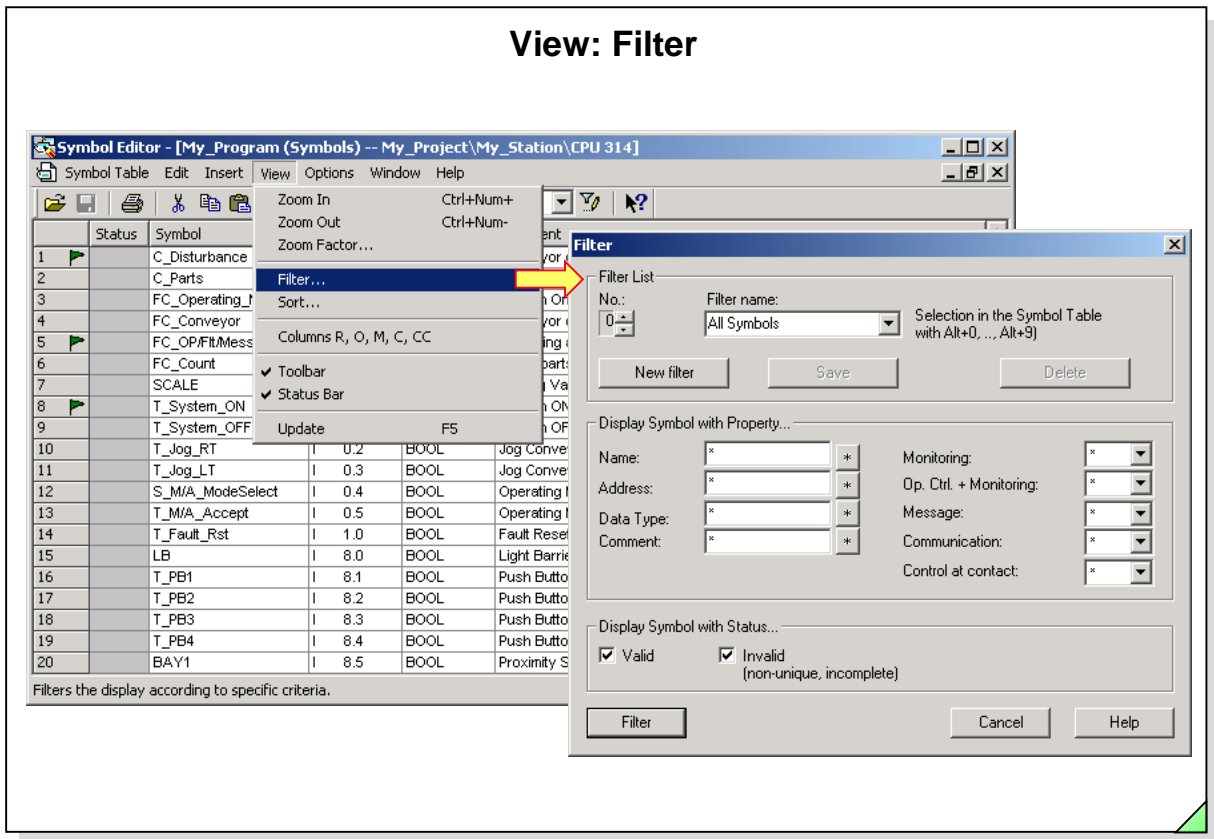 View: Filter
Symbol Editor - [My_Program (Symbols) -- My_Project\My_Station\CPU 314]
Symbol Table Edit Insert View Options Window Help
Zoom In Ctrl+Num+
Zoom Out Ctrl+Num-
Zoom Factor...
Filter...
Sort...
Columns R, O, M, C, CC
Toolbar
Status Bar
Update F5
Status Symbol
1 C_Disturbance
2 C_Parts
3 FC_Operating_
4 FC_Conveyor
5 FC_OP/Flt/Mess
6 FC_Count
7 SCALE
8 T_System_ON
9 T_System_OFF
10 T_Jog_RT I 0.2 BOOL Jog Conve
11 T_Jog_LT I 0.3 BOOL Jog Conve
12 S_M/A_ModeSelect I 0.4 BOOL Operating
13 T_M/A_Accept I 0.5 BOOL Operating
14 T_Fault_Rst I 1.0 BOOL Fault Reset
15 LB I 8.0 BOOL Light Barrie
16 T_PB1 I 8.1 BOOL Push Butto
17 T_PB2 I 8.2 BOOL Push Butto
18 T_PB3 I 8.3 BOOL Push Butto
19 T_PB4 I 8.4 BOOL Push Butto
20 BAY1 I 8.5 BOOL Proximity S
Filters the display according to specific criteria.
Filter
Filter List
No.: Filter name:
0 All Symbols Selection in the Symbol Table
with Alt+0, .., Alt+9)
New filter Save Delete
Display Symbol with Property...
Name: * * Monitoring: *
Address: * * Op. Ctrl. + Monitoring: *
Data Type: * * Message: *
Comment: * * Communication: *
Control at contact: *
Display Symbol with Status...
Valid Invalid
(non-unique, incomplete)
Filter Cancel Help